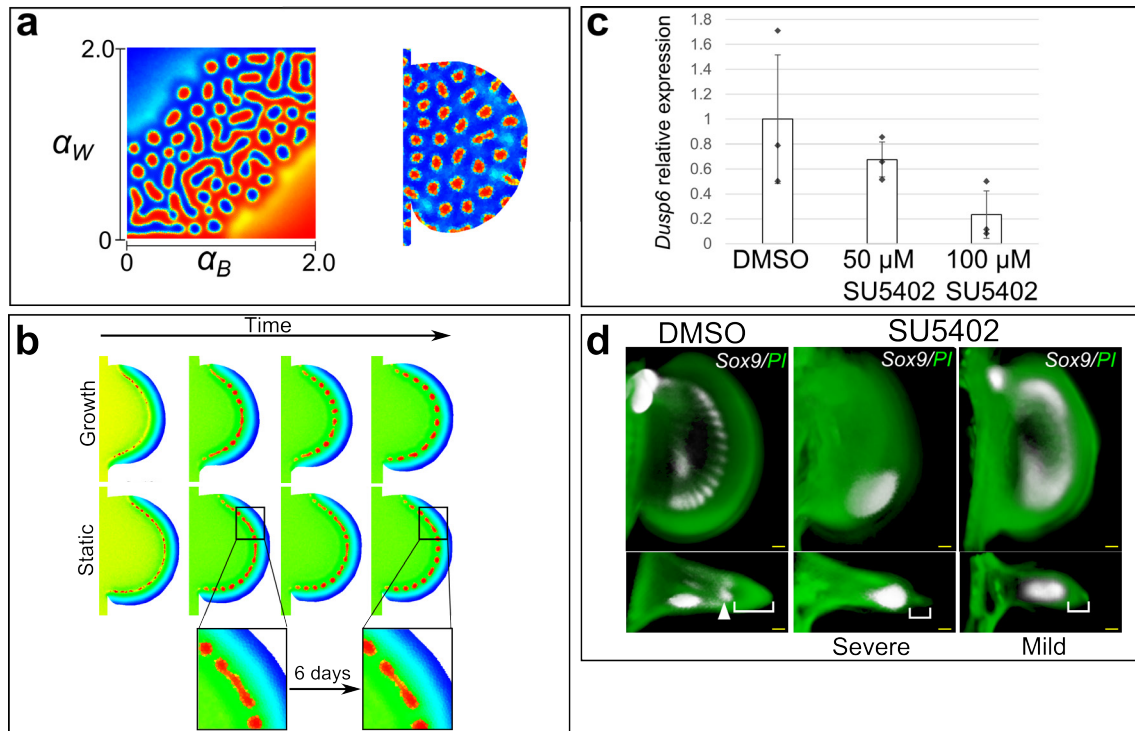 a
2.0
αW
0
0
αB
2.0
c
Dusp6 relative expression
1.8
1.6
1.4
1.2
1
0.8
0.6
0.4
0.2
0
DMSO
50 µM
SU5402
100 µM
SU5402
b
Time
Growth
Static
6 days
d
DMSO
SU5402
Sox9/PI
Sox9/PI
Sox9/PI
Severe
Mild